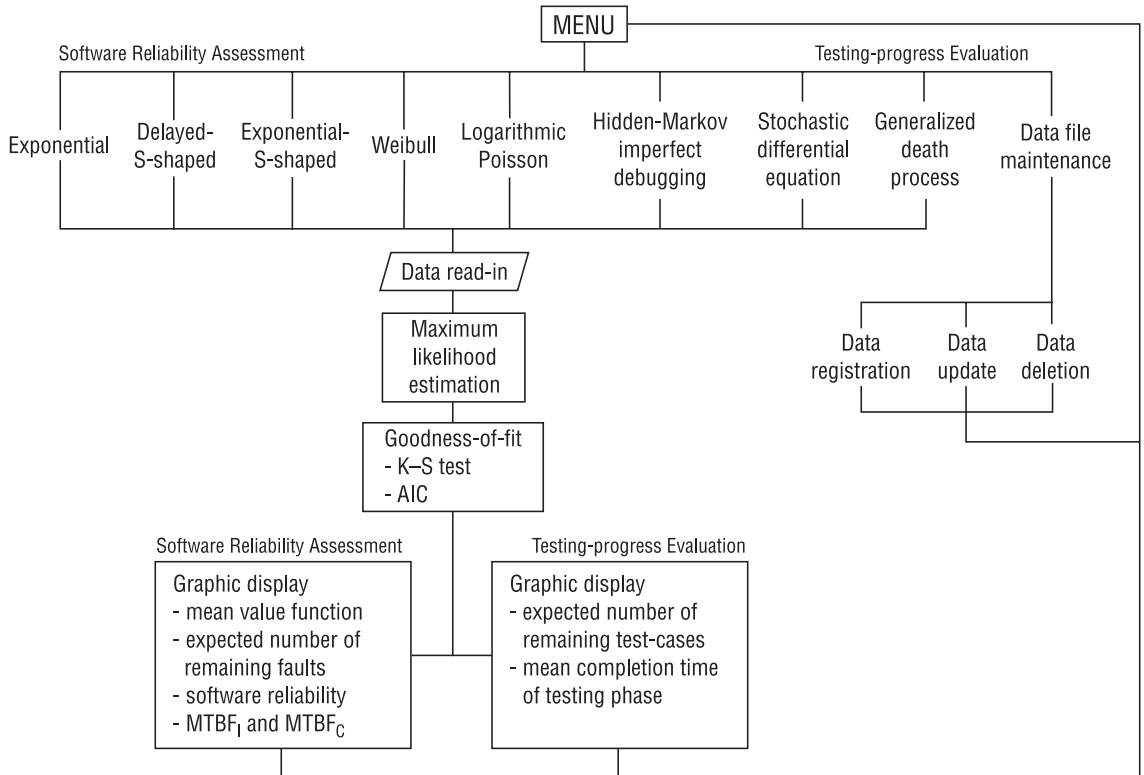 MENU
Software Reliability Assessment
Testing-progress Evaluation
Exponential
Delayed-
S-shaped
Exponential-
S-shaped
Weibull
Logarithmic
Poisson
Hidden-Markov
imperfect
debugging
Stochastic
differential
equation
Generalized
death
process
Data file
maintenance
Data read-in
Maximum
likelihood
estimation
Data
registration
Data
update
Data
deletion
Goodness-of-fit
- K–S test
- AIC
Software Reliability Assessment
Graphic display
- mean value function
- expected number of
remaining faults
- software reliability
- MTBFI and MTBFC
Testing-progress Evaluation
Graphic display
- expected number of
remaining test-cases
- mean completion time
of testing phase